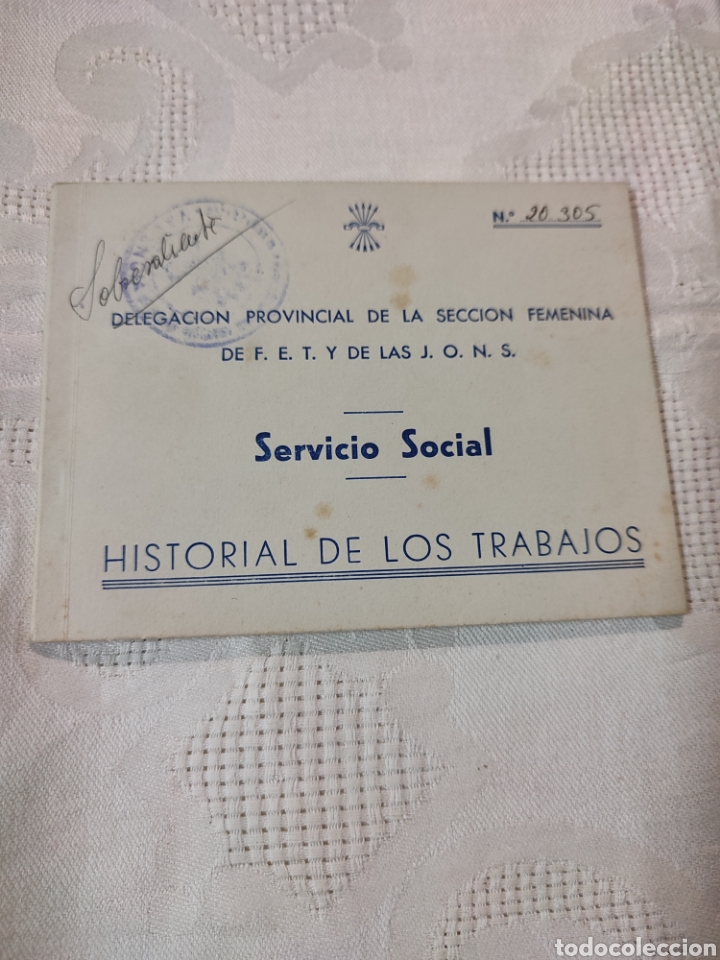 Sobresaliente
N.º 20.305
DELEGACION PROVINCIAL DE LA SECCION FEMENINA
DE F. E. T. Y DE LAS J. O. N. S.
Servicio Social
HISTORIAL DE LOS TRABAJOS
todocoleccion